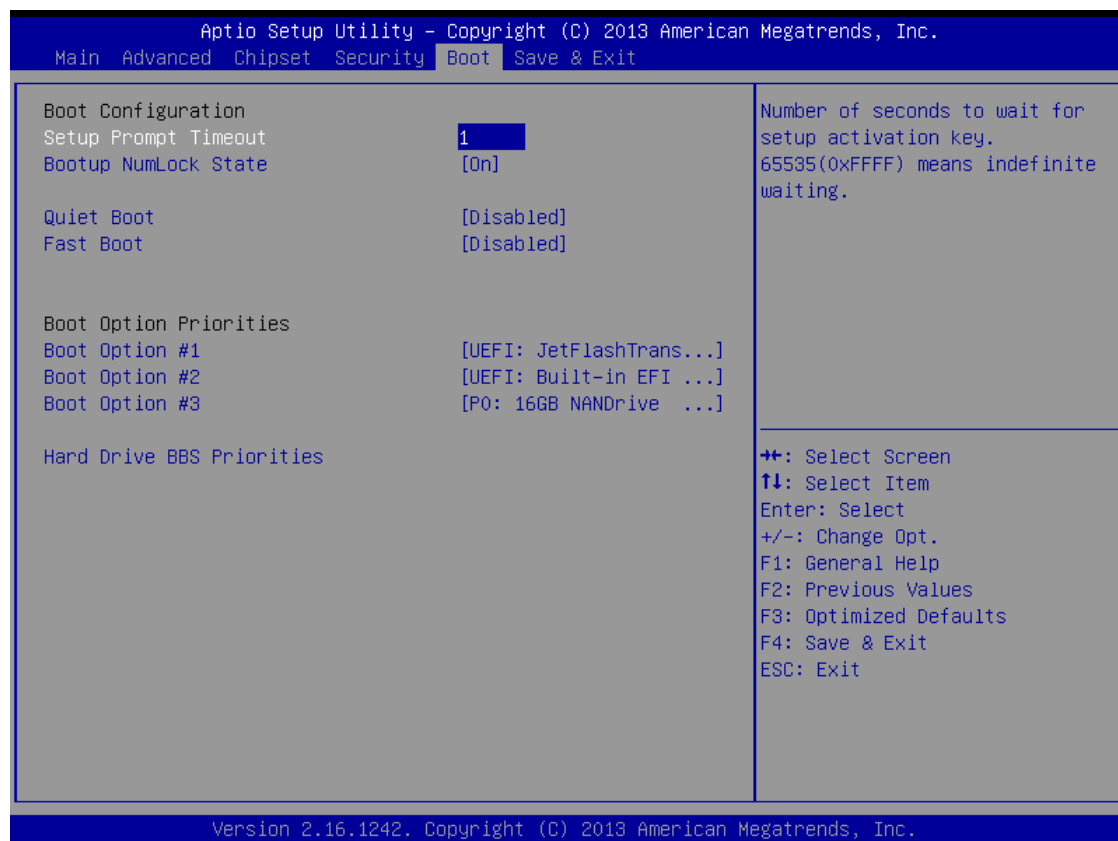 Aptio Setup Utility – Copyright (C) 2013 American Megatrends, Inc.
Main Advanced Chipset Security Boot Save & Exit
Boot Configuration
Setup Prompt Timeout 1
Bootup NumLock State [On]
Quiet Boot [Disabled]
Fast Boot [Disabled]
Boot Option Priorities
Boot Option #1 [UEFI: JetFlashTrans...]
Boot Option #2 [UEFI: Built-in EFI ...]
Boot Option #3 [P0: 16GB NANDrive ...]
Hard Drive BBS Priorities
Number of seconds to wait for
setup activation key.
65535(0xFFFF) means indefinite
waiting.
→←: Select Screen
↑↓: Select Item
Enter: Select
+/-: Change Opt.
F1: General Help
F2: Previous Values
F3: Optimized Defaults
F4: Save & Exit
ESC: Exit
Version 2.16.1242. Copyright (C) 2013 American Megatrends, Inc.